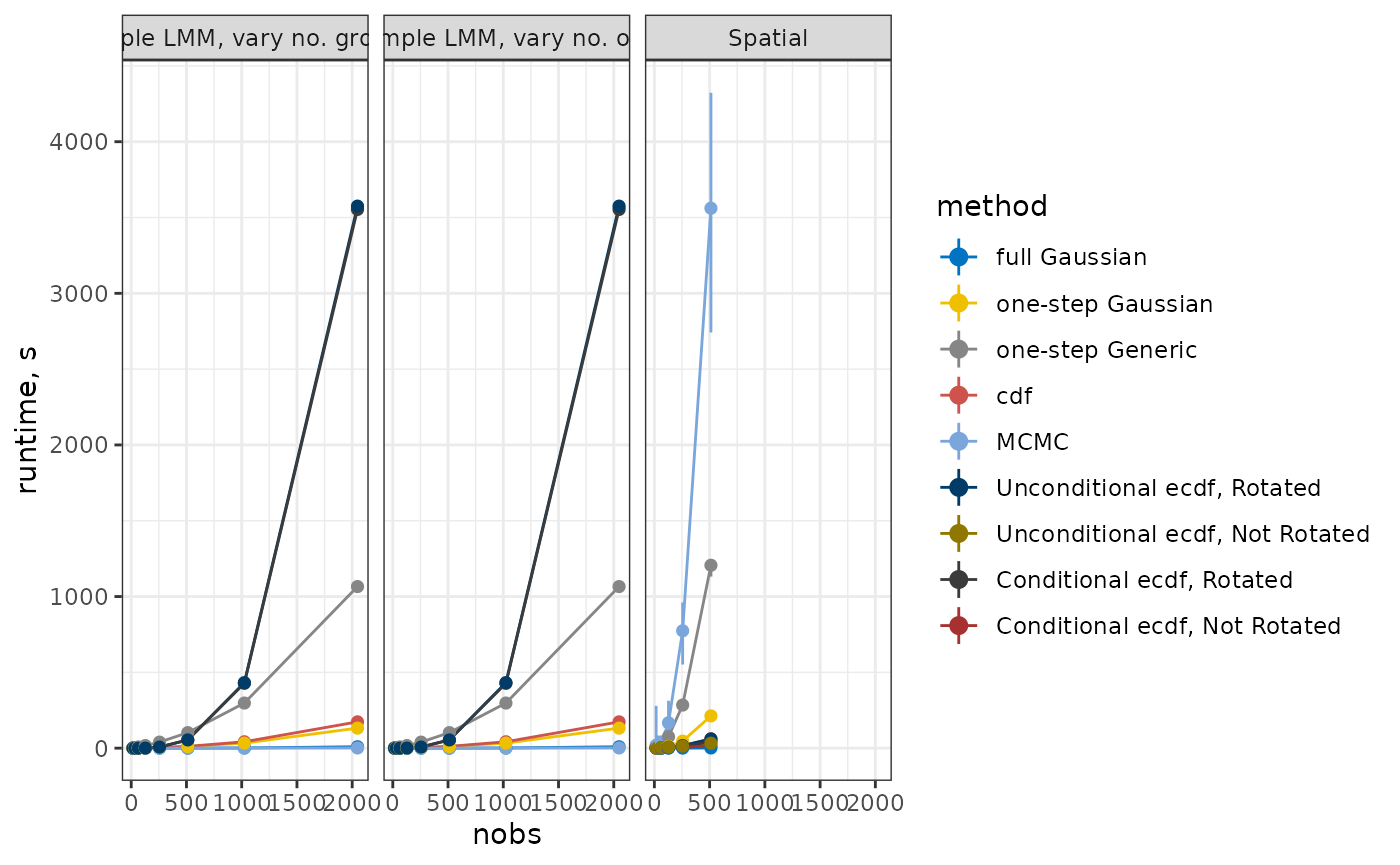 ple LMM, vary no. gro
mple LMM, vary no. o
Spatial
4000
3000
2000
1000
0
runtime, s
0 500 1000 1500 2000
0 500 1000 1500 2000
0 500 1000 1500 2000
nobs
method
full Gaussian
one-step Gaussian
one-step Generic
cdf
MCMC
Unconditional ecdf, Rotated
Unconditional ecdf, Not Rotated
Conditional ecdf, Rotated
Conditional ecdf, Not Rotated